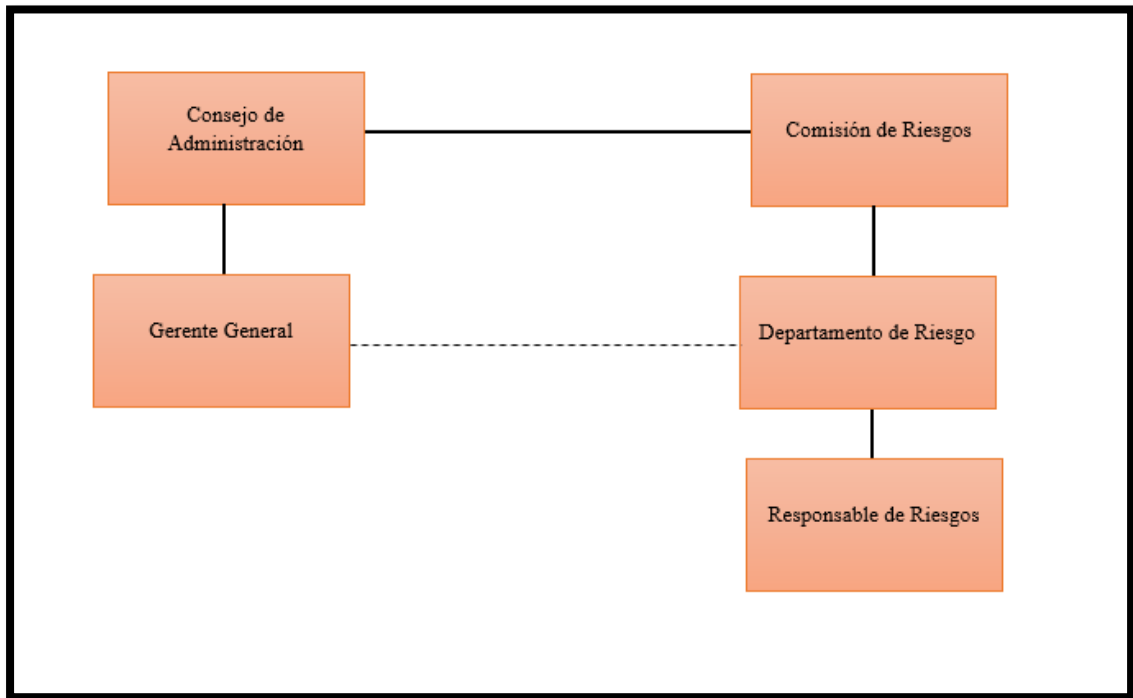 Consejo de
Administración
Comisión de Riesgos
Gerente General
Departamento de Riesgo
Responsable de Riesgos